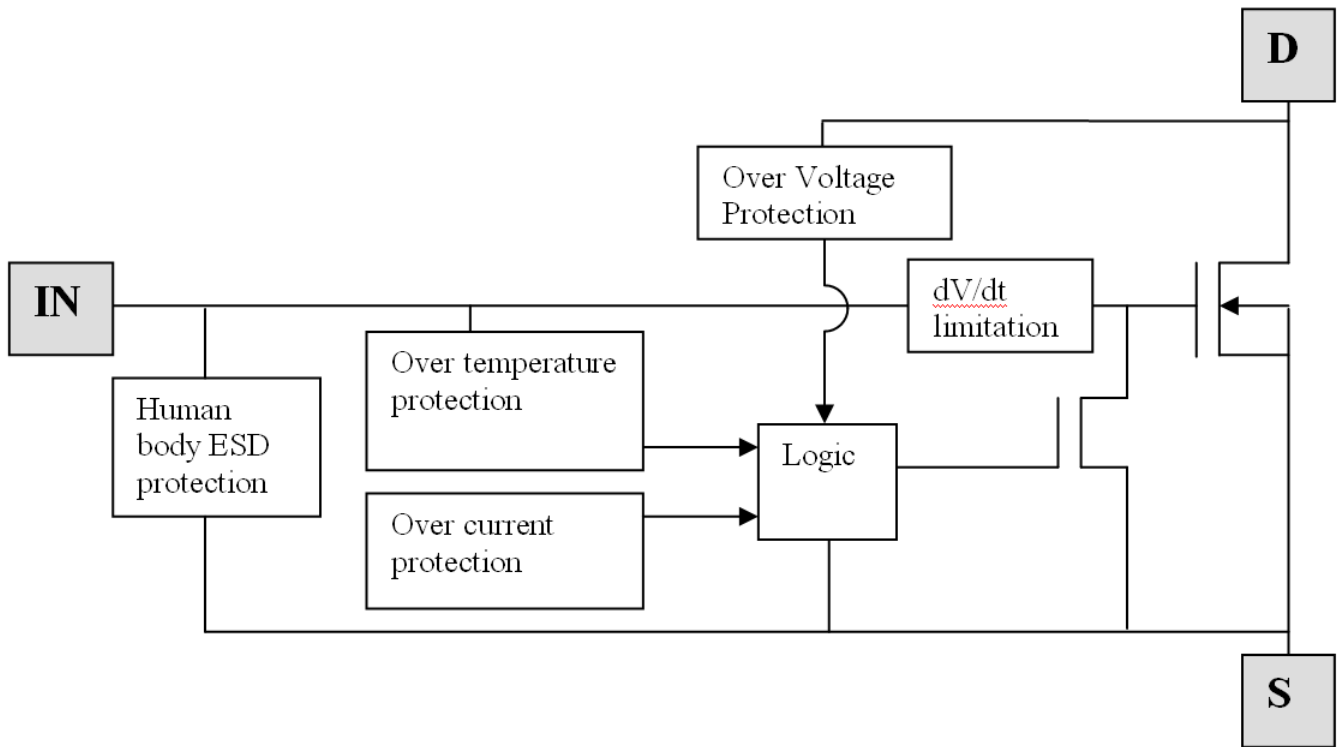 D
Over Voltage
Protection
IN
dV/dt
limitation
Over temperature
protection
Human
body ESD
protection
Logic
Over current
protection
S